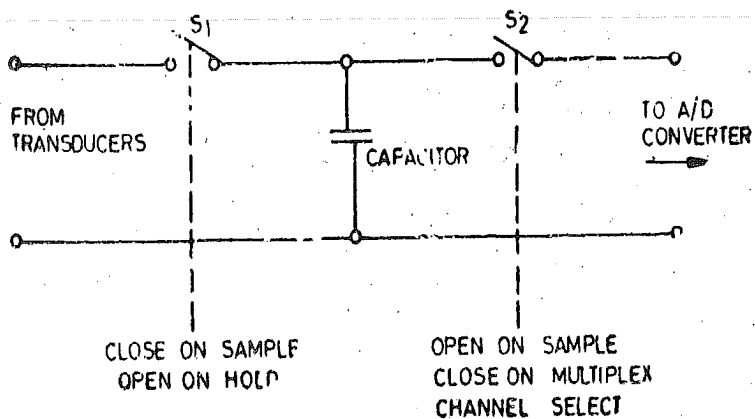 S1
S2
FROM
TRANSDUCERS
CAPACITOR
TO A/D
CONVERTER
CLOSE ON SAMPLE
OPEN ON HOLD
OPEN ON SAMPLE
CLOSE ON MULTIPLEX
CHANNEL SELECT